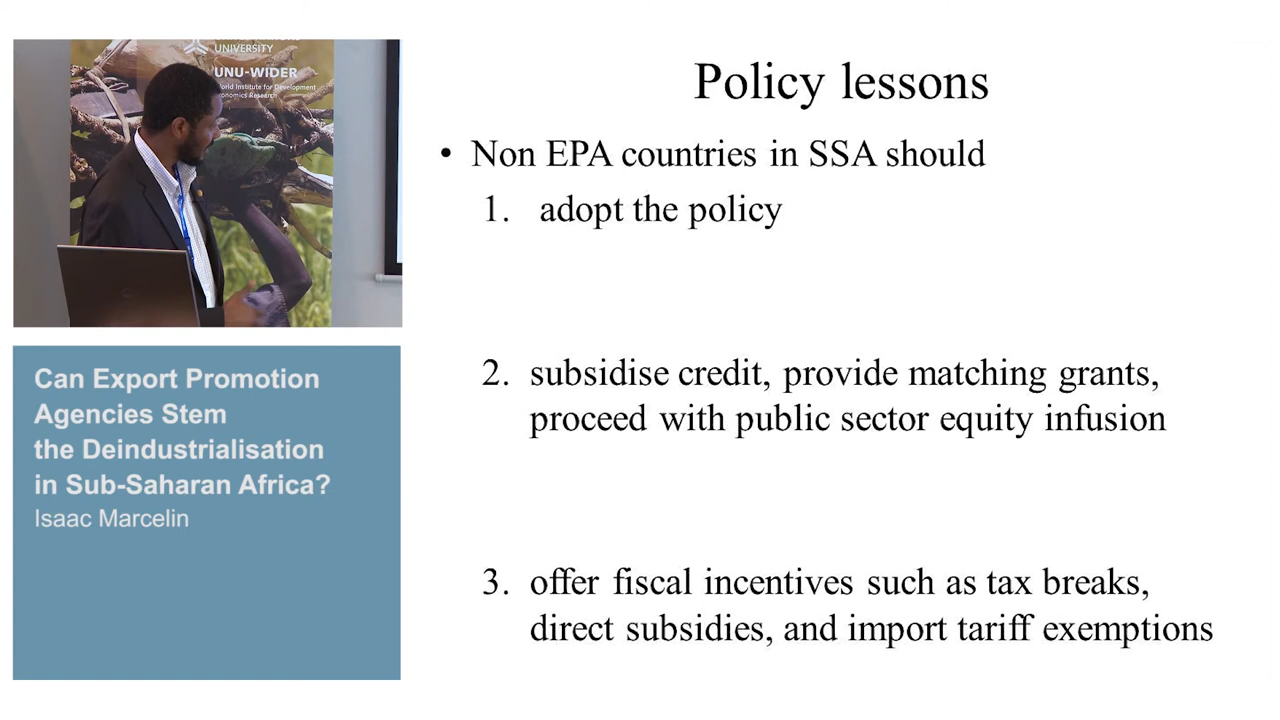 UNIVERSITY
UNU-WIDER
World Institute for Development
Economics Research
Policy lessons
• Non EPA countries in SSA should
1. adopt the policy
2. subsidise credit, provide matching grants,
proceed with public sector equity infusion
3. offer fiscal incentives such as tax breaks,
direct subsidies, and import tariff exemptions
Can Export Promotion
Agencies Stem
the Deindustrialisation
in Sub-Saharan Africa?
Isaac Marcelin